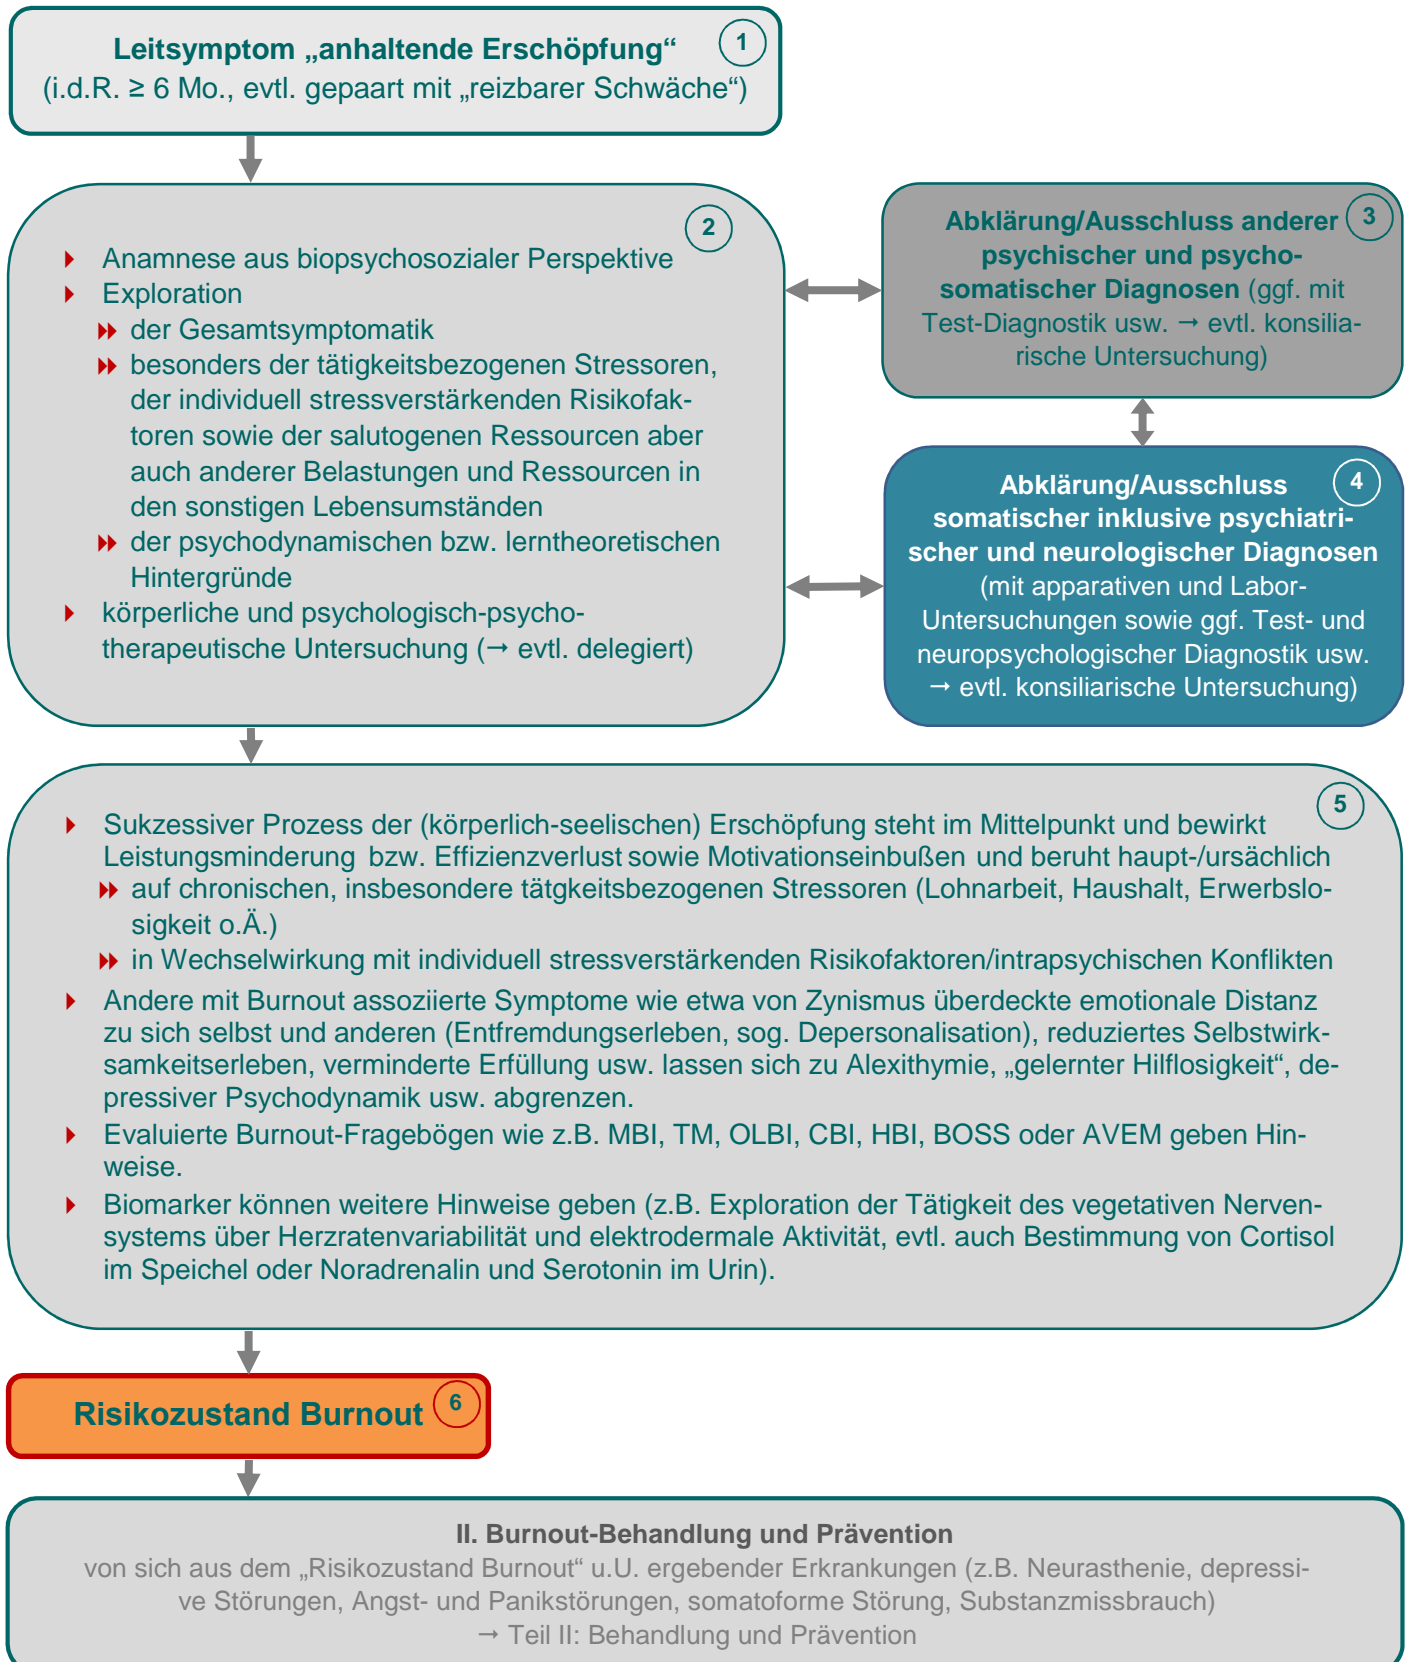 Leitsymptom „anhaltende Erschöpfung“
1
(i.d.R. ≥ 6 Mo., evtl. gepaart mit „reizbarer Schwäche“)
2
Anamnese aus biopsychosozialer Perspektive
Exploration
der Gesamtsymptomatik
besonders der tätigkeitsbezogenen Stressoren,
der individuell stressverstärkenden Risikofak-
toren sowie der salutogenen Ressourcen aber
auch anderer Belastungen und Ressourcen in
den sonstigen Lebensumständen
der psychodynamischen bzw. lerntheoretischen
Hintergründe
körperliche und psychologisch-psycho-
therapeutische Untersuchung (→ evtl. delegiert)
3
Abklärung/Ausschluss anderer
psychischer und psycho-
somatischer Diagnosen (ggf. mit
Test-Diagnostik usw. → evtl. konsilia-
rische Untersuchung)
4
Abklärung/Ausschluss
somatischer inklusive psychiatri-
scher und neurologischer Diagnosen
(mit apparativen und Labor-
Untersuchungen sowie ggf. Test- und
neuropsychologischer Diagnostik usw.
→ evtl. konsiliarische Untersuchung)
5
Sukzessiver Prozess der (körperlich-seelischen) Erschöpfung steht im Mittelpunkt und bewirkt
Leistungsminderung bzw. Effizienzverlust sowie Motivationseinbußen und beruht haupt-/ursächlich
auf chronischen, insbesondere tätgkeitsbezogenen Stressoren (Lohnarbeit, Haushalt, Erwerbslo-
sigkeit o.Ä.)
in Wechselwirkung mit individuell stressverstärkenden Risikofaktoren/intrapsychischen Konflikten
Andere mit Burnout assoziierte Symptome wie etwa von Zynismus überdeckte emotionale Distanz
zu sich selbst und anderen (Entfremdungserleben, sog. Depersonalisation), reduziertes Selbstwirk-
samkeitserleben, verminderte Erfüllung usw. lassen sich zu Alexithymie, „gelernter Hilflosigkeit“, de-
pressiver Psychodynamik usw. abgrenzen.
Evaluierte Burnout-Fragebögen wie z.B. MBI, TM, OLBI, CBI, HBI, BOSS oder AVEM geben Hin-
weise.
Biomarker können weitere Hinweise geben (z.B. Exploration der Tätigkeit des vegetativen Nerven-
systems über Herzratenvariabilität und elektrodermale Aktivität, evtl. auch Bestimmung von Cortisol
im Speichel oder Noradrenalin und Serotonin im Urin).
Risikozustand Burnout
6
II. Burnout-Behandlung und Prävention
von sich aus dem „Risikozustand Burnout“ u.U. ergebender Erkrankungen (z.B. Neurasthenie, depressi-
ve Störungen, Angst- und Panikstörungen, somatoforme Störung, Substanzmissbrauch)
→ Teil II: Behandlung und Prävention